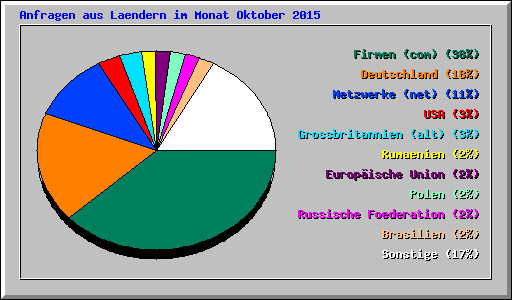 Anfragen aus Laendern im Monat Oktober 2015
Firmen (com) (38%)
Deutschland (18%)
Netzwerke (net) (11%)
USA (3%)
Grossbritannien (alt) (3%)
Rumaenien (2%)
Europäische Union (2%)
Polen (2%)
Russische Foederation (2%)
Brasilien (2%)
Sonstige (17%)